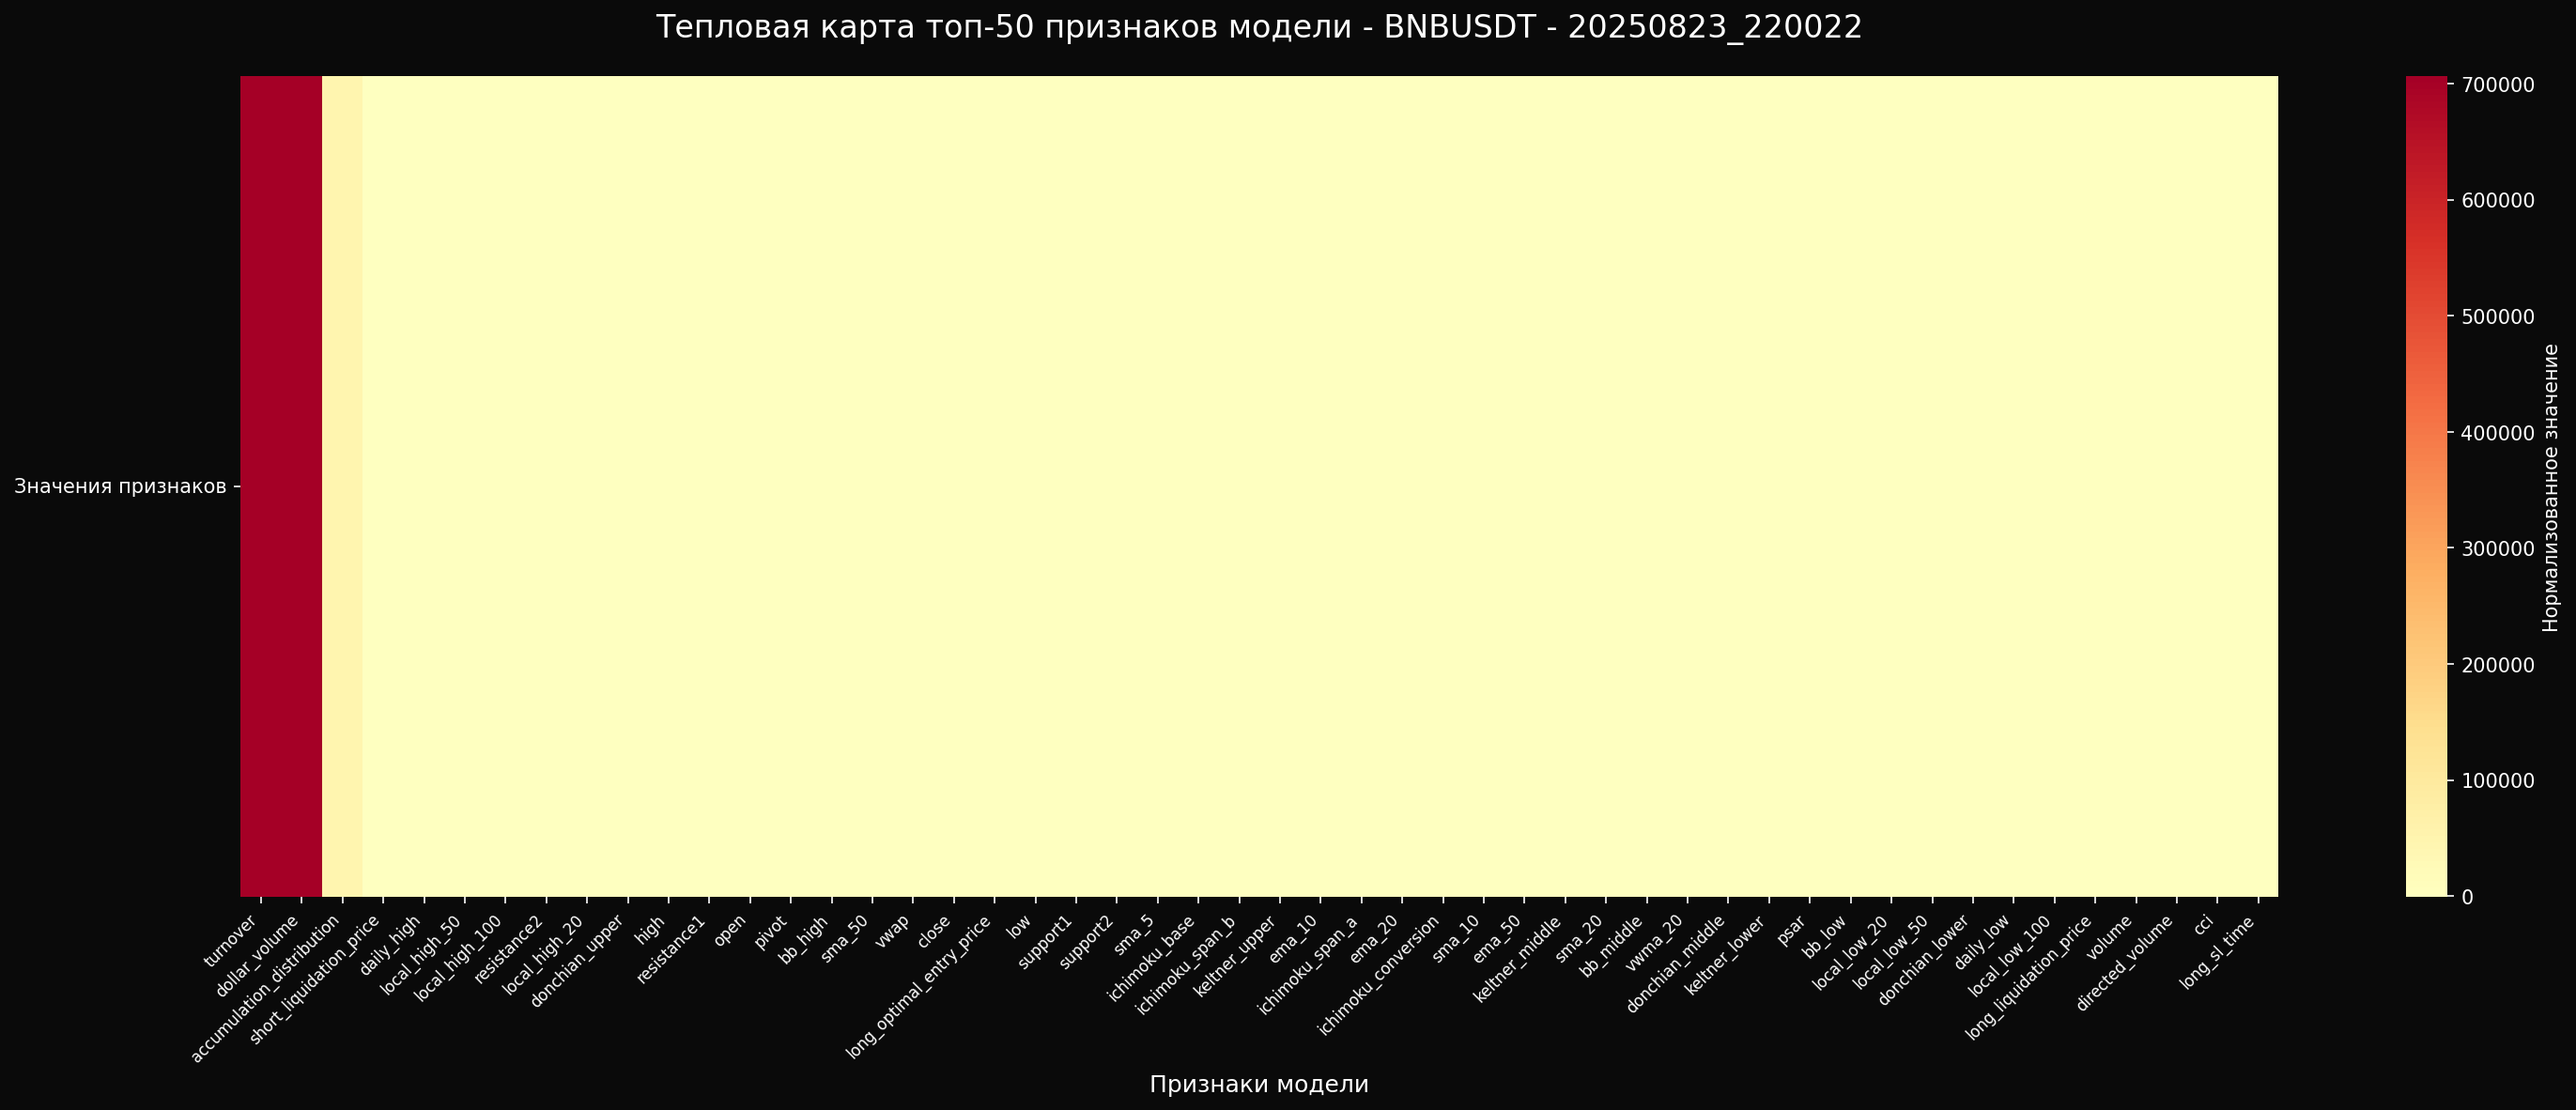 Тепловая карта топ-50 признаков модели - BNBUSDT - 20250823_220022
Значения признаков
turnover
dollar_volume
accumulation_distribution
short_liquidation_price
daily_high
local_high_50
local_high_100
resistance2
local_high_20
donchian_upper
high
resistance1
open
pivot
bb_high
sma_50
vwap
close
long_optimal_entry_price
low
support1
support2
sma_5
ichimoku_base
ichimoku_span_b
keltner_upper
ema_10
ichimoku_span_a
ema_20
ichimoku_conversion
sma_10
ema_50
keltner_middle
sma_20
bb_middle
vwma_20
donchian_middle
keltner_lower
psar
bb_low
local_low_20
local_low_50
donchian_lower
daily_low
local_low_100
long_liquidation_price
volume
directed_volume
cci
long_sl_time
Признаки модели
700000
600000
500000
400000
300000
200000
100000
0
Нормализованное значение